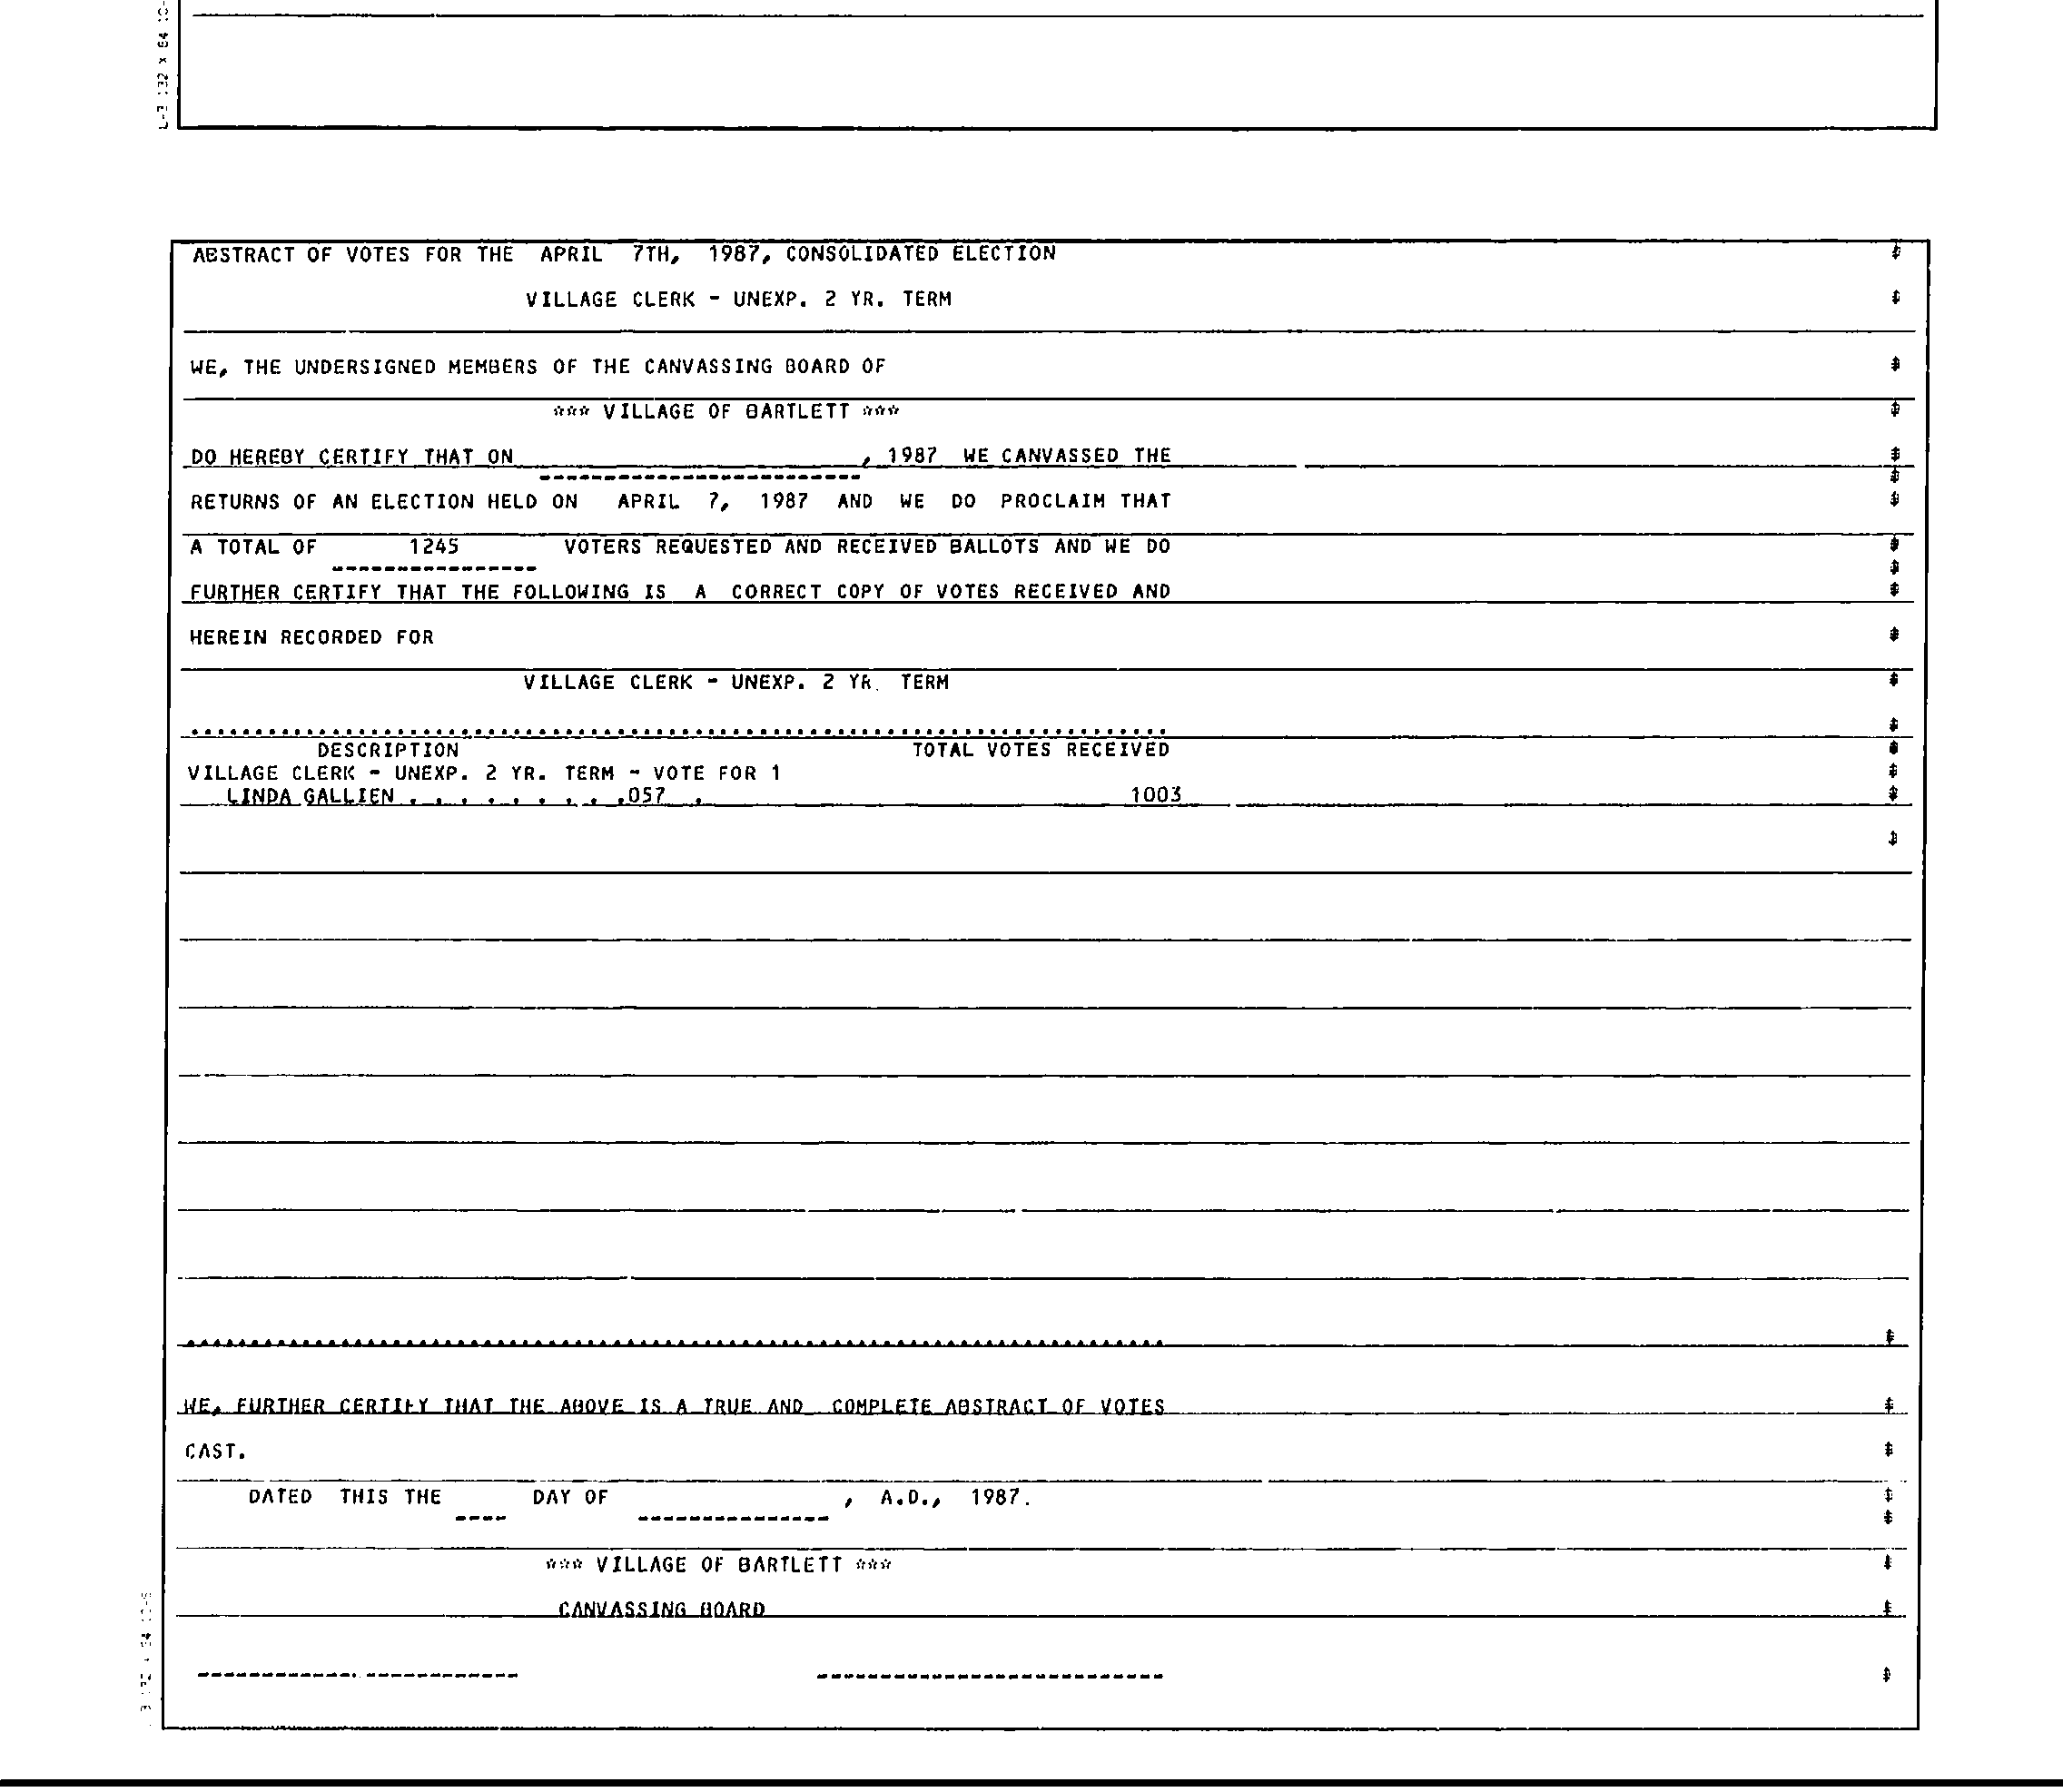 ABSTRACT OF VOTES FOR THE APRIL 7TH, 1987, CONSOLIDATED ELECTION
VILLAGE CLERK - UNEXP. 2 YR. TERM
WE, THE UNDERSIGNED MEMBERS OF THE CANVASSING BOARD OF
*** VILLAGE OF BARTLETT ***
DO HEREBY CERTIFY THAT ON , 1987 WE CANVASSED THE
RETURNS OF AN ELECTION HELD ON APRIL 7, 1987 AND WE DO PROCLAIM THAT
A TOTAL OF 1245 VOTERS REQUESTED AND RECEIVED BALLOTS AND WE DO
FURTHER CERTIFY THAT THE FOLLOWING IS A CORRECT COPY OF VOTES RECEIVED AND
HEREIN RECORDED FOR
VILLAGE CLERK - UNEXP. 2 YR. TERM
DESCRIPTION TOTAL VOTES RECEIVED
VILLAGE CLERK - UNEXP. 2 YR. TERM - VOTE FOR 1
LINDA GALLIEN . . . . . . . . .057 . 1003
WE, FURTHER CERTIFY THAT THE ABOVE IS A TRUE AND COMPLETE ABSTRACT OF VOTES
CAST.
DATED THIS THE DAY OF , A.D., 1987.
*** VILLAGE OF BARTLETT ***
CANVASSING BOARD